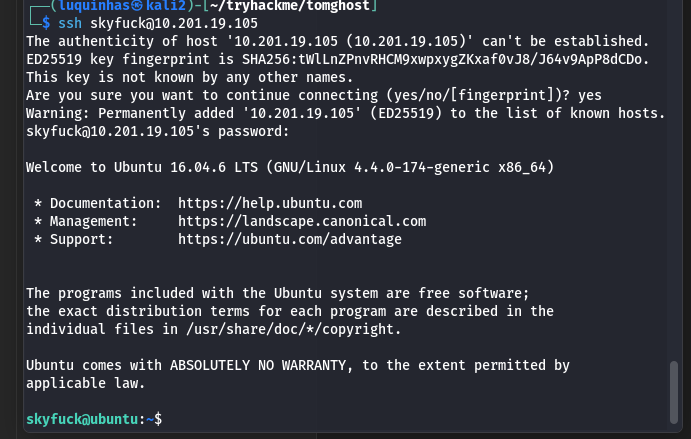 (luquinhas㉿kali2)-[~/tryhackme/tomghost]
$ ssh skyfuck@10.201.19.105
The authenticity of host '10.201.19.105 (10.201.19.105)' can't be established.
ED25519 key fingerprint is SHA256:tWlLnZPnvRHCM9xwpxygZKxaf0vJ8/J64v9ApP8dCDo.
This key is not known by any other names.
Are you sure you want to continue connecting (yes/no/[fingerprint])? yes
Warning: Permanently added '10.201.19.105' (ED25519) to the list of known hosts.
skyfuck@10.201.19.105's password:
Welcome to Ubuntu 16.04.6 LTS (GNU/Linux 4.4.0-174-generic x86_64)
* Documentation:  https://help.ubuntu.com
* Management:     https://landscape.canonical.com
* Support:        https://ubuntu.com/advantage
The programs included with the Ubuntu system are free software;
the exact distribution terms for each program are described in the
individual files in /usr/share/doc/*/copyright.
Ubuntu comes with ABSOLUTELY NO WARRANTY, to the extent permitted by
applicable law.
skyfuck@ubuntu:~$